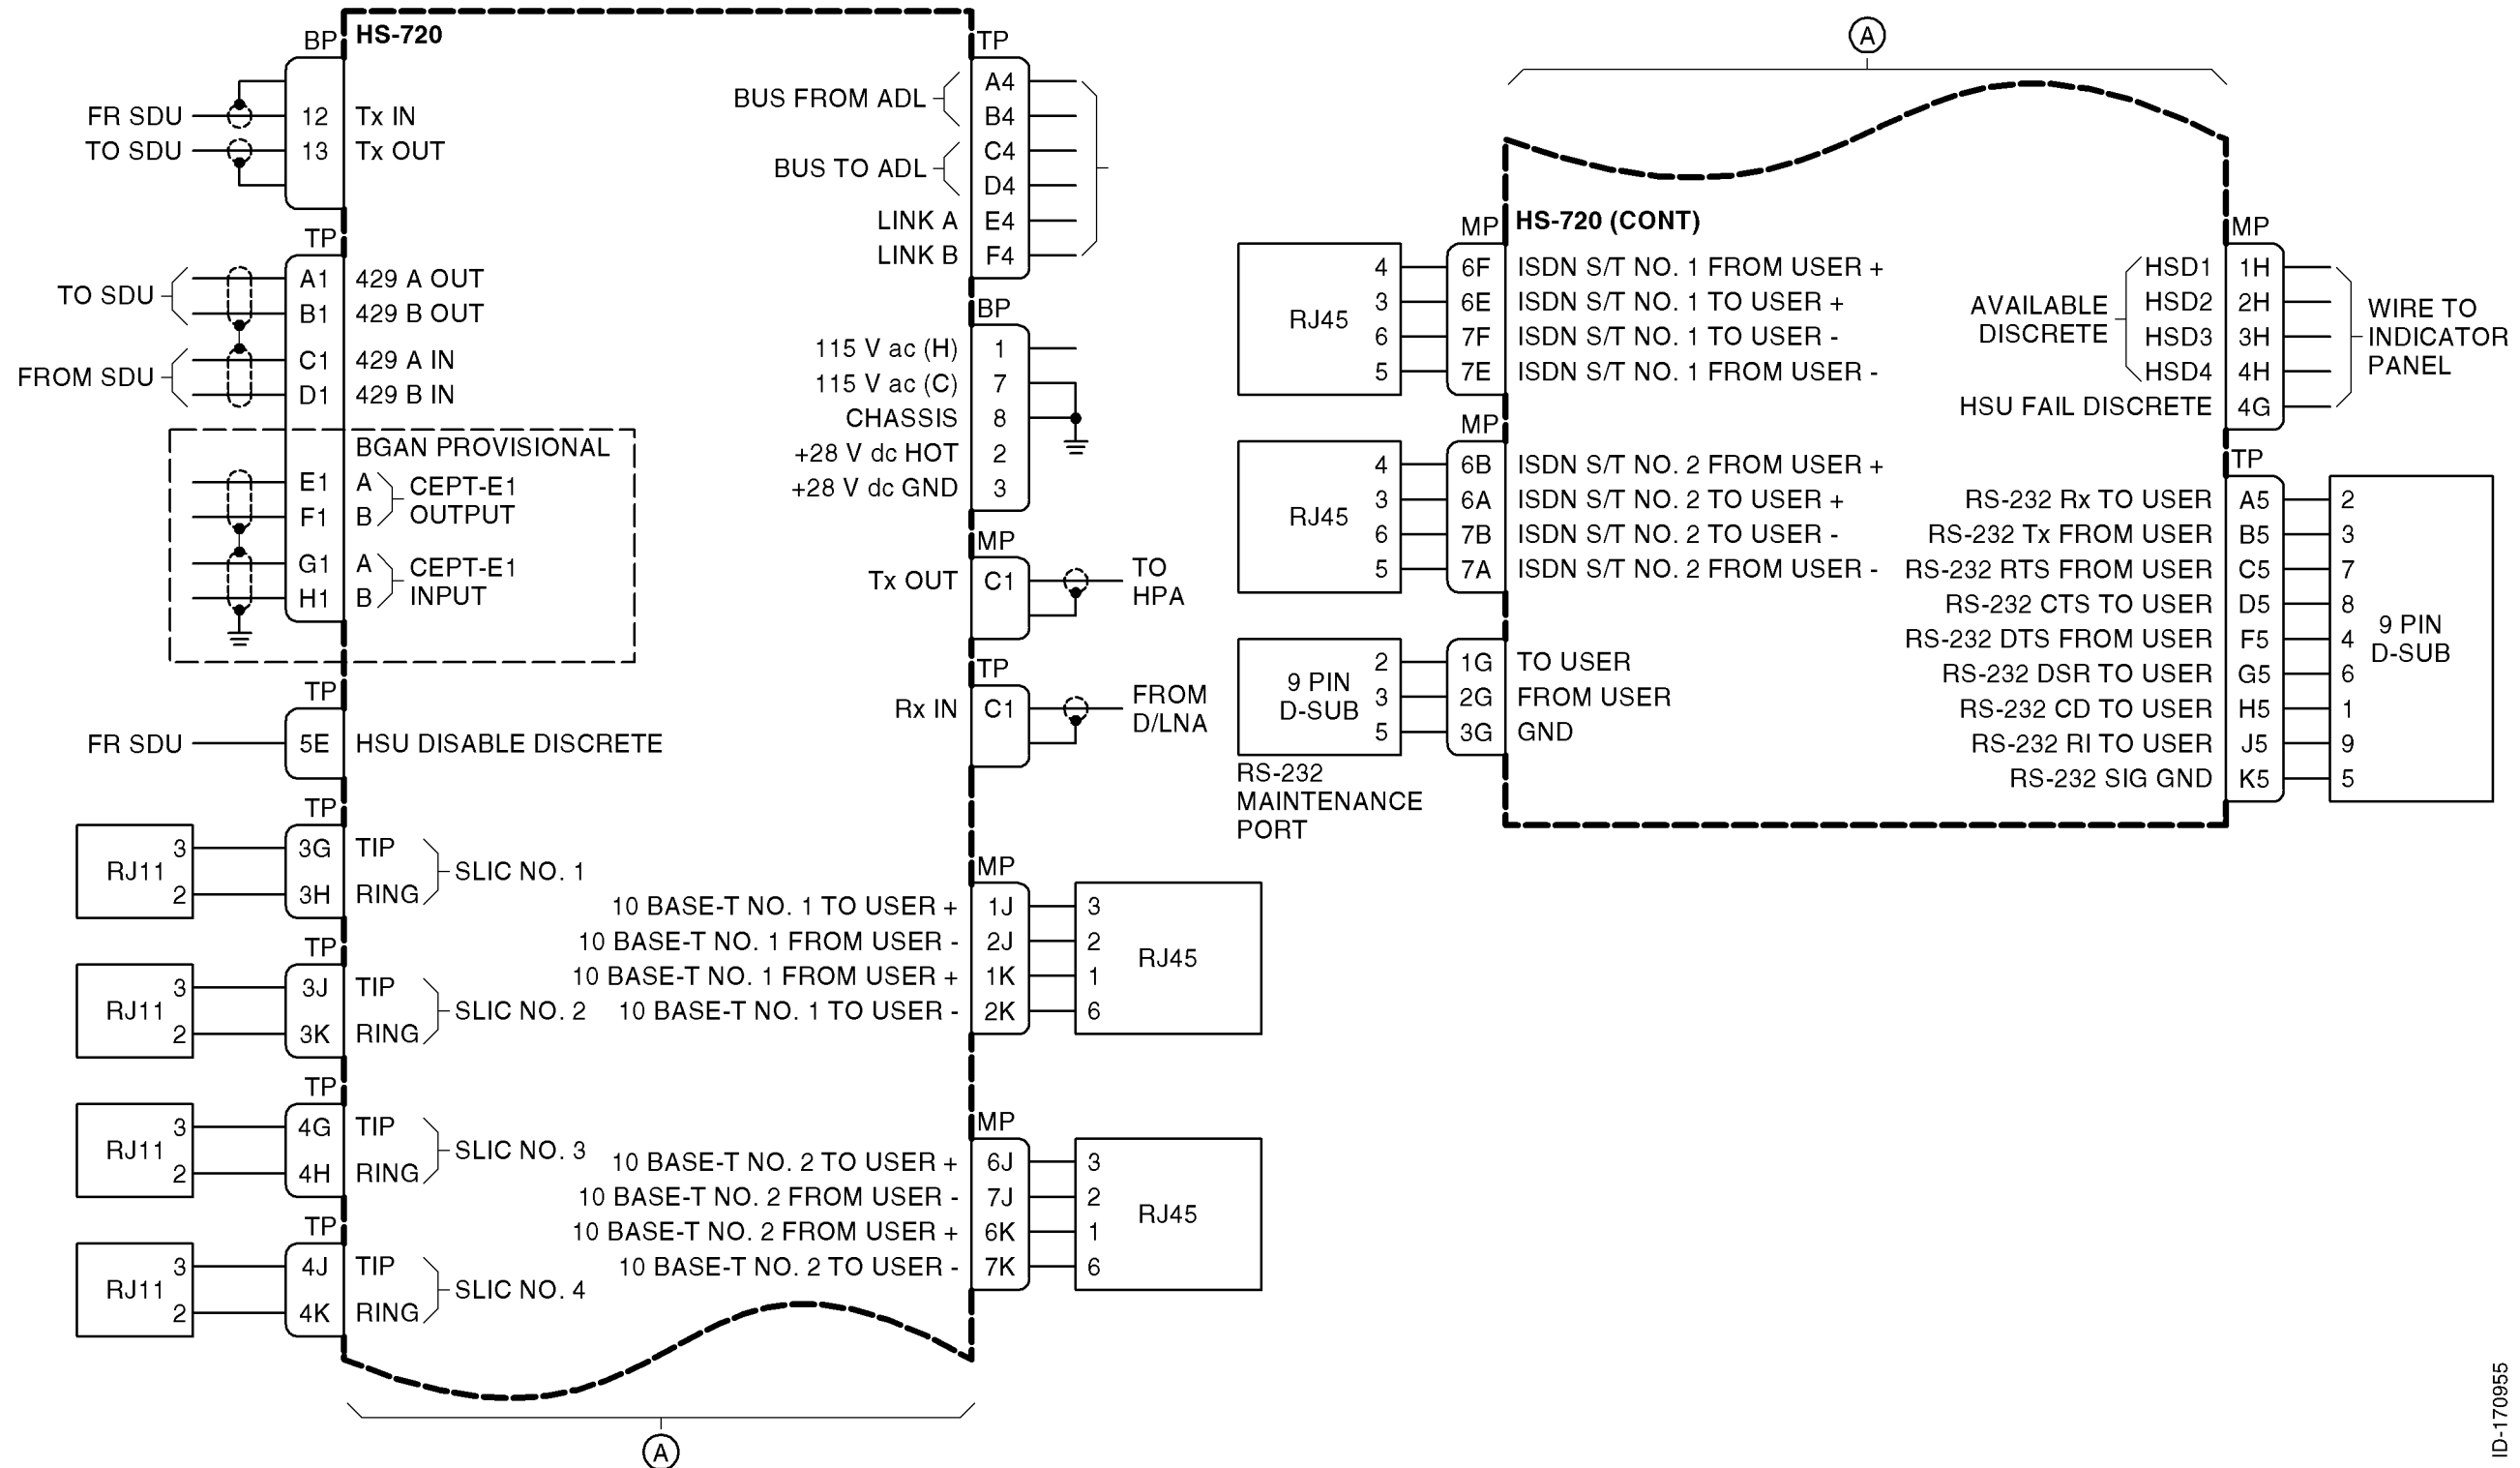 HS-720
BP
FR SDU 12 Tx IN
TO SDU 13 Tx OUT
TP
TO SDU
A1 429 A OUT
B1 429 B OUT
FROM SDU
C1 429 A IN
D1 429 B IN
BGAN PROVISIONAL
E1 A
F1 B
CEPT-E1
OUTPUT
G1 A
H1 B
CEPT-E1
INPUT
TP
FR SDU 5E HSU DISABLE DISCRETE
TP
RJ11
3 3G TIP
2 3H RING
SLIC NO. 1
TP
RJ11
3 3J TIP
2 3K RING
SLIC NO. 2
TP
RJ11
3 4G TIP
2 4H RING
SLIC NO. 3
TP
RJ11
3 4J TIP
2 4K RING
SLIC NO. 4
TP
BUS FROM ADL
A4
B4
BUS TO ADL
C4
D4
LINK A E4
LINK B F4
BP
115 V ac (H) 1
115 V ac (C) 7
CHASSIS 8
+28 V dc HOT 2
+28 V dc GND 3
MP
Tx OUT C1
TO
HPA
TP
Rx IN C1
FROM
D/LNA
MP
10 BASE-T NO. 1 TO USER + 1J 3
10 BASE-T NO. 1 FROM USER - 2J 2
10 BASE-T NO. 1 FROM USER + 1K 1
10 BASE-T NO. 1 TO USER - 2K 6
RJ45
MP
10 BASE-T NO. 2 TO USER + 6J 3
10 BASE-T NO. 2 FROM USER - 7J 2
10 BASE-T NO. 2 FROM USER + 6K 1
10 BASE-T NO. 2 TO USER - 7K 6
RJ45
A
A
HS-720 (CONT)
MP
RJ45
4 6F ISDN S/T NO. 1 FROM USER +
3 6E ISDN S/T NO. 1 TO USER +
6 7F ISDN S/T NO. 1 TO USER -
5 7E ISDN S/T NO. 1 FROM USER -
MP
RJ45
4 6B ISDN S/T NO. 2 FROM USER +
3 6A ISDN S/T NO. 2 TO USER +
6 7B ISDN S/T NO. 2 TO USER -
5 7A ISDN S/T NO. 2 FROM USER -
9 PIN
D-SUB
2 1G TO USER
3 2G FROM USER
5 3G GND
RS-232
MAINTENANCE
PORT
MP
AVAILABLE
DISCRETE
HSD1 1H
HSD2 2H
HSD3 3H
HSD4 4H
HSU FAIL DISCRETE 4G
WIRE TO
INDICATOR
PANEL
TP
RS-232 Rx TO USER A5 2
RS-232 Tx FROM USER B5 3
RS-232 RTS FROM USER C5 7
RS-232 CTS TO USER D5 8
RS-232 DTS FROM USER F5 4
RS-232 DSR TO USER G5 6
RS-232 CD TO USER H5 1
RS-232 RI TO USER J5 9
RS-232 SIG GND K5 5
9 PIN
D-SUB
ID-170955